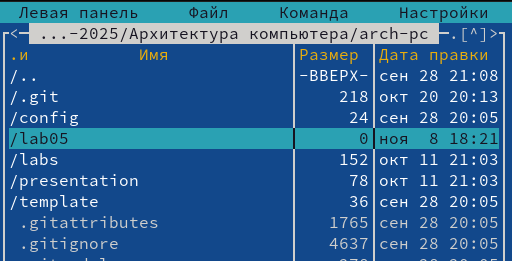 Левая панель Файл Команда Настройки
<— ...-2025/Архитектура компьютера/arch-pc —.[^]>
.и Имя Размер Дата правки
/.. -ВВЕРХ- сен 28 21:08
/.git 218 окт 20 20:13
/config 24 сен 28 20:05
/lab05 0 ноя 8 18:21
/labs 152 окт 11 21:03
/presentation 78 окт 11 21:03
/template 36 сен 28 20:05
.gitattributes 1765 сен 28 20:05
.gitignore 4637 сен 28 20:05